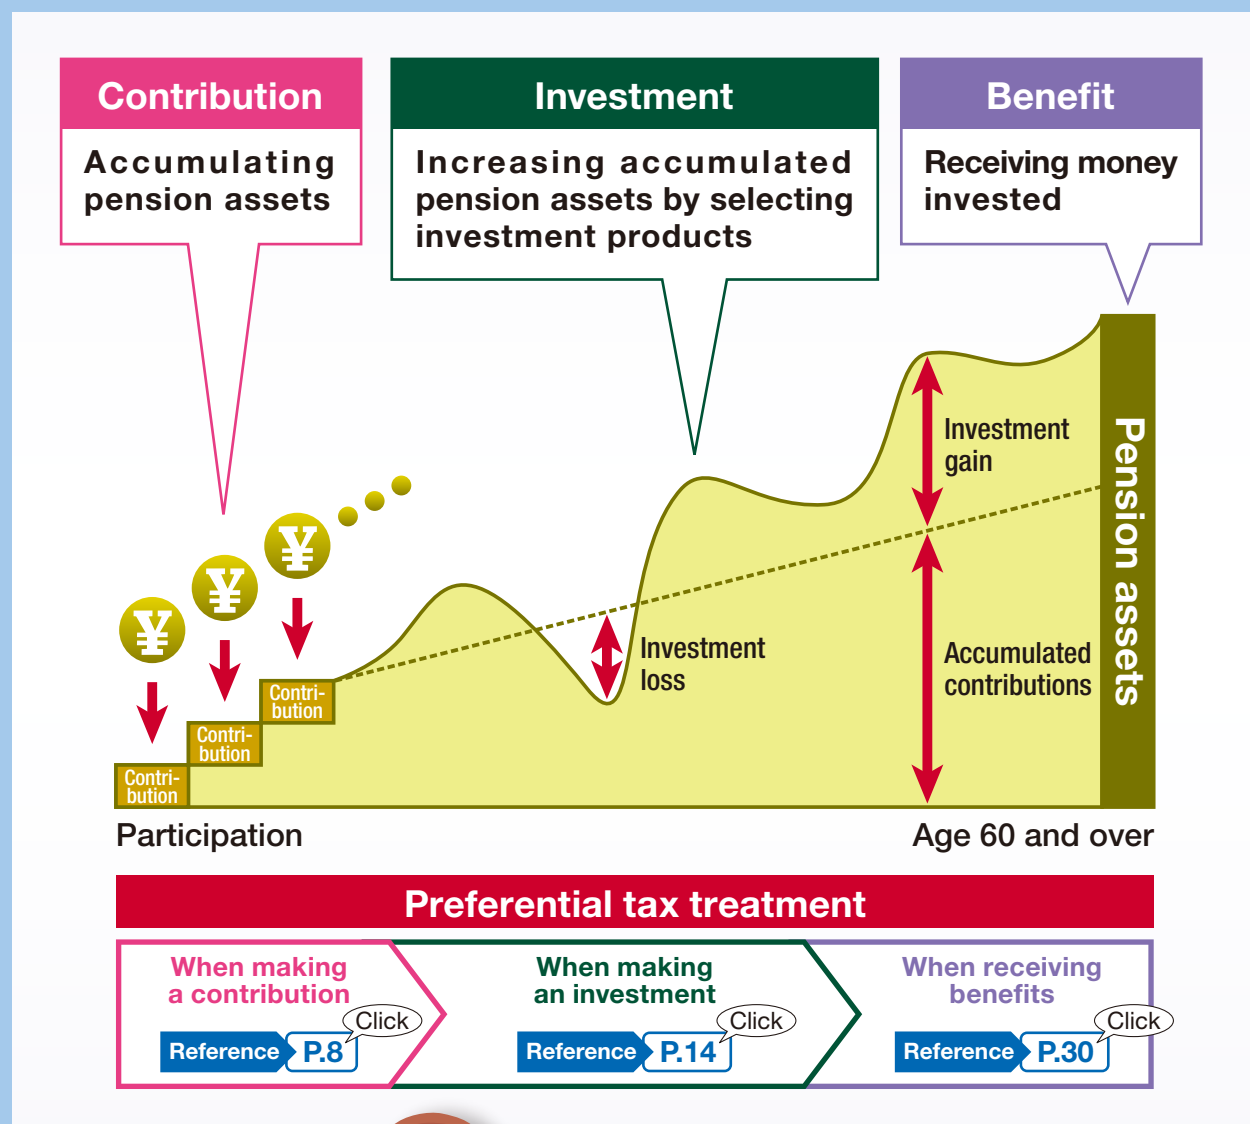 Contribution
Accumulating
pension assets
Investment
Increasing accumulated
pension assets by selecting
investment products
Benefit
Receiving money
invested
¥
¥
¥
Contri-
bution
Contri-
bution
Contri-
bution
Investment
loss
Investment
gain
Accumulated
contributions
Pension assets
Participation
Age 60 and over
Preferential tax treatment
When making
a contribution
Click
Reference P.8
When making
an investment
Click
Reference P.14
When receiving
benefits
Click
Reference P.30